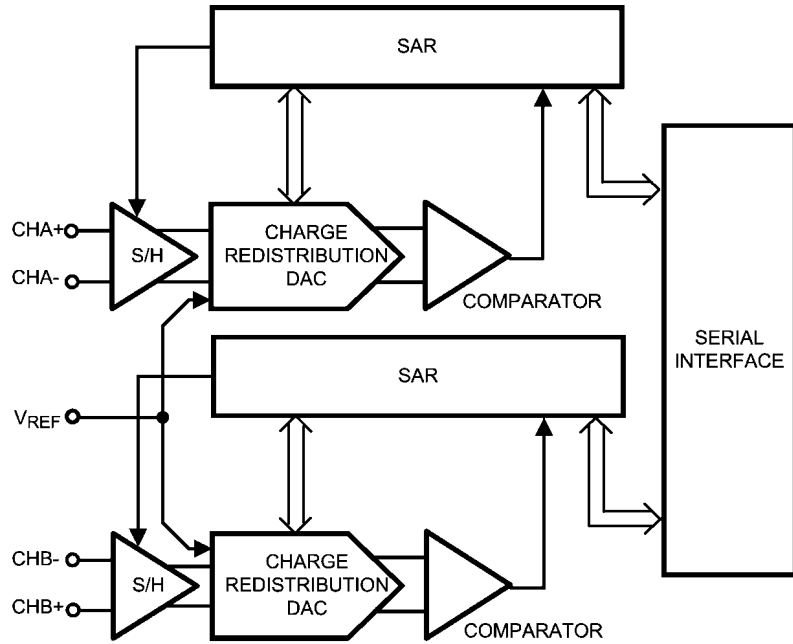 SAR
CHA+
S/H
CHARGE
REDISTRIBUTION
DAC
CHA-
COMPARATOR
SERIAL
INTERFACE
SAR
VREF
CHB-
S/H
CHARGE
REDISTRIBUTION
DAC
CHB+
COMPARATOR